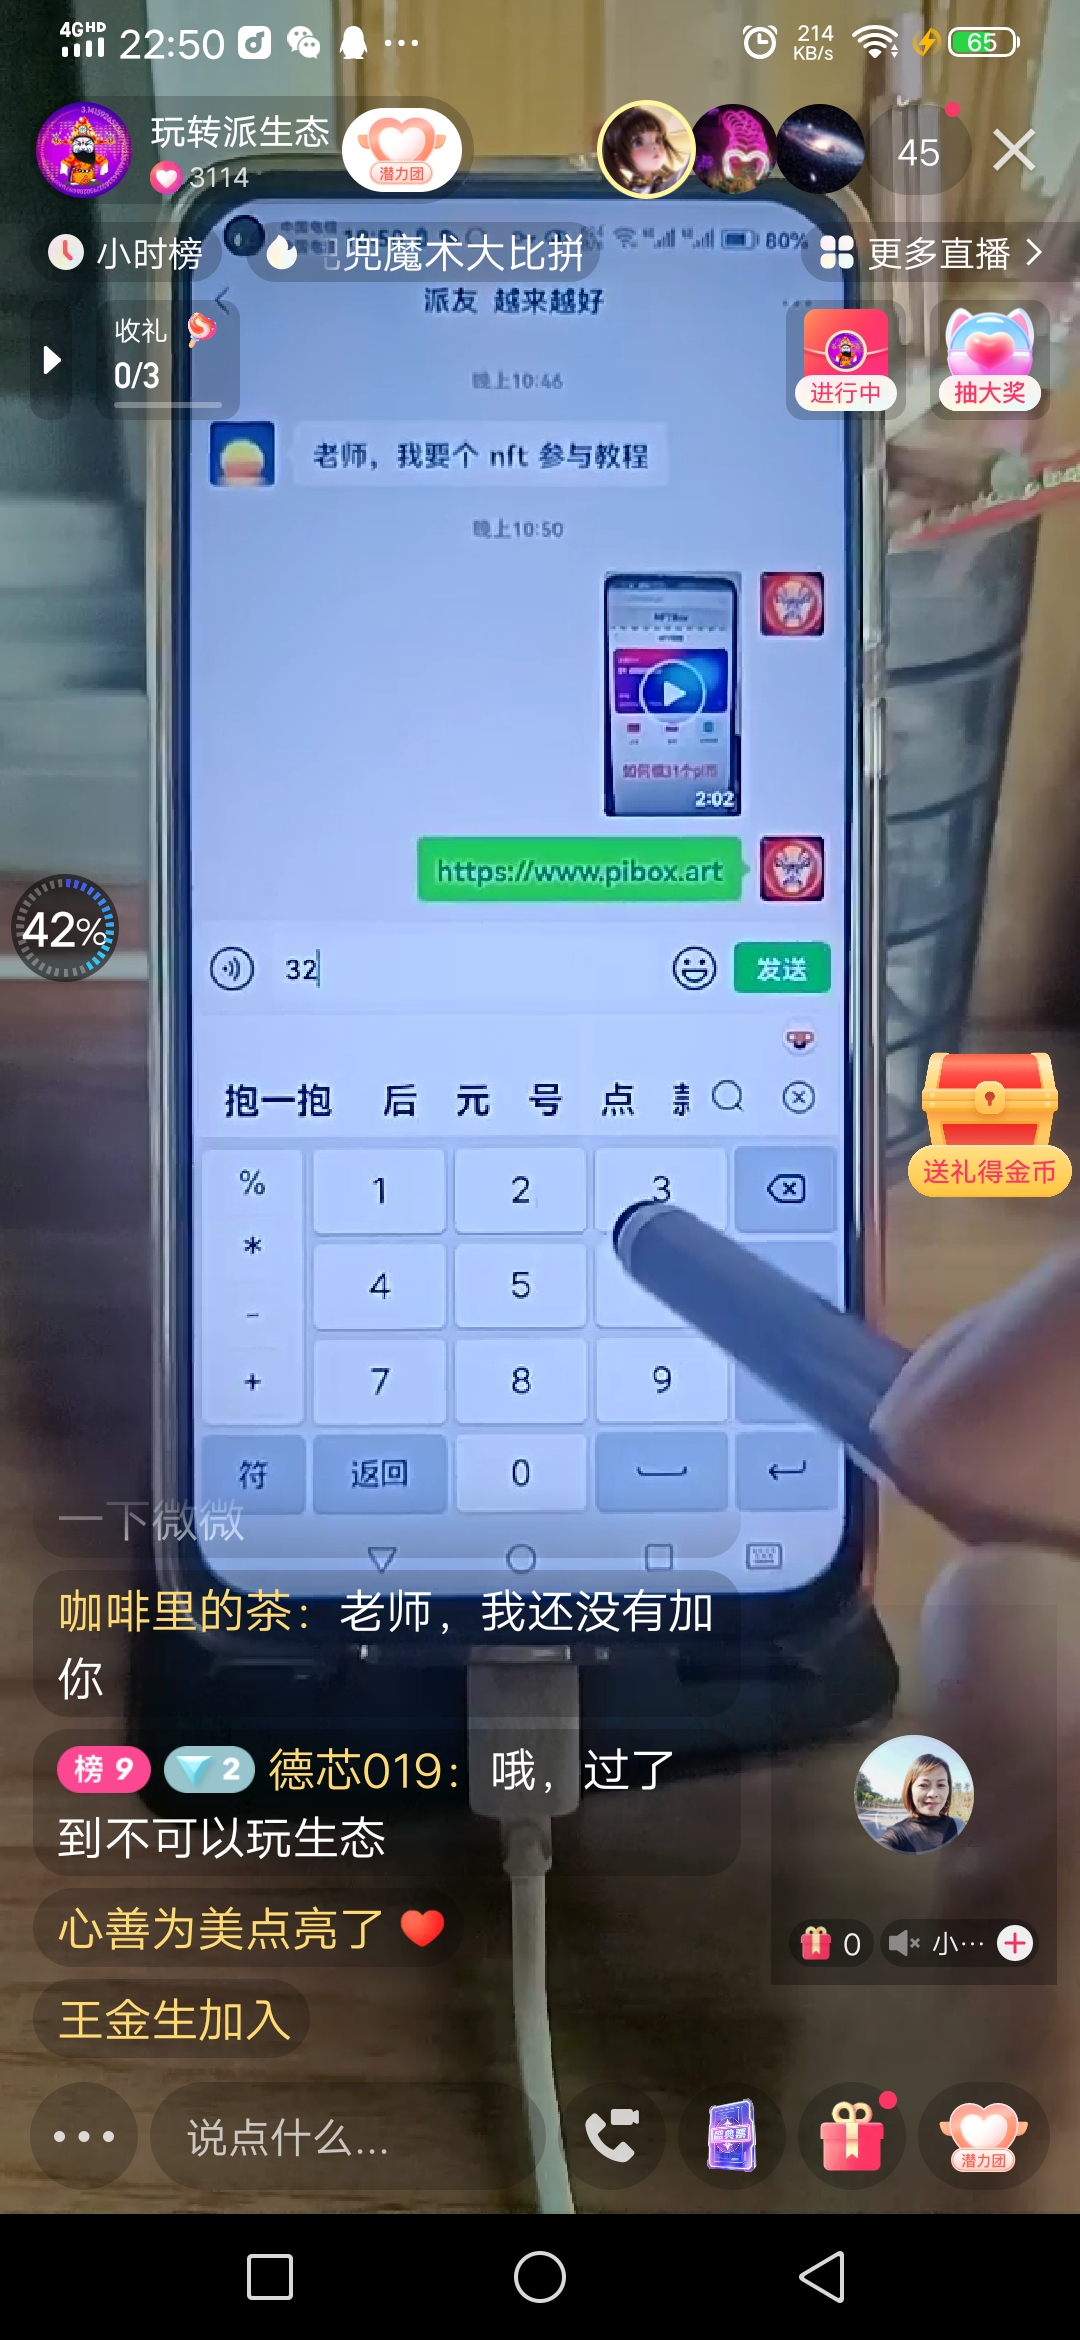 4G HD 22:50 ... 214 KB/s 65
玩转派生态
3114
潜力团
45
小时榜
兜魔术大比拼
更多直播
80%
派友 越来越好
收礼
0/3
进行中
抽大奖
晚上10:46
老师，我要个 nft 参与教程
晚上10:50
2:02
https://www.pibox.art
42%
32
发送
抱一抱 后 元 号 点
送礼得金币
% 1 2 3
* 4 5
-
+ 7 8 9
符 返回 0
一下微微
咖啡里的茶：老师，我还没有加
你
榜 9 2 德芯019：哦，过了
到不可以玩生态
心善为美点亮了
0 小...
王金生加入
说点什么...
潜力团